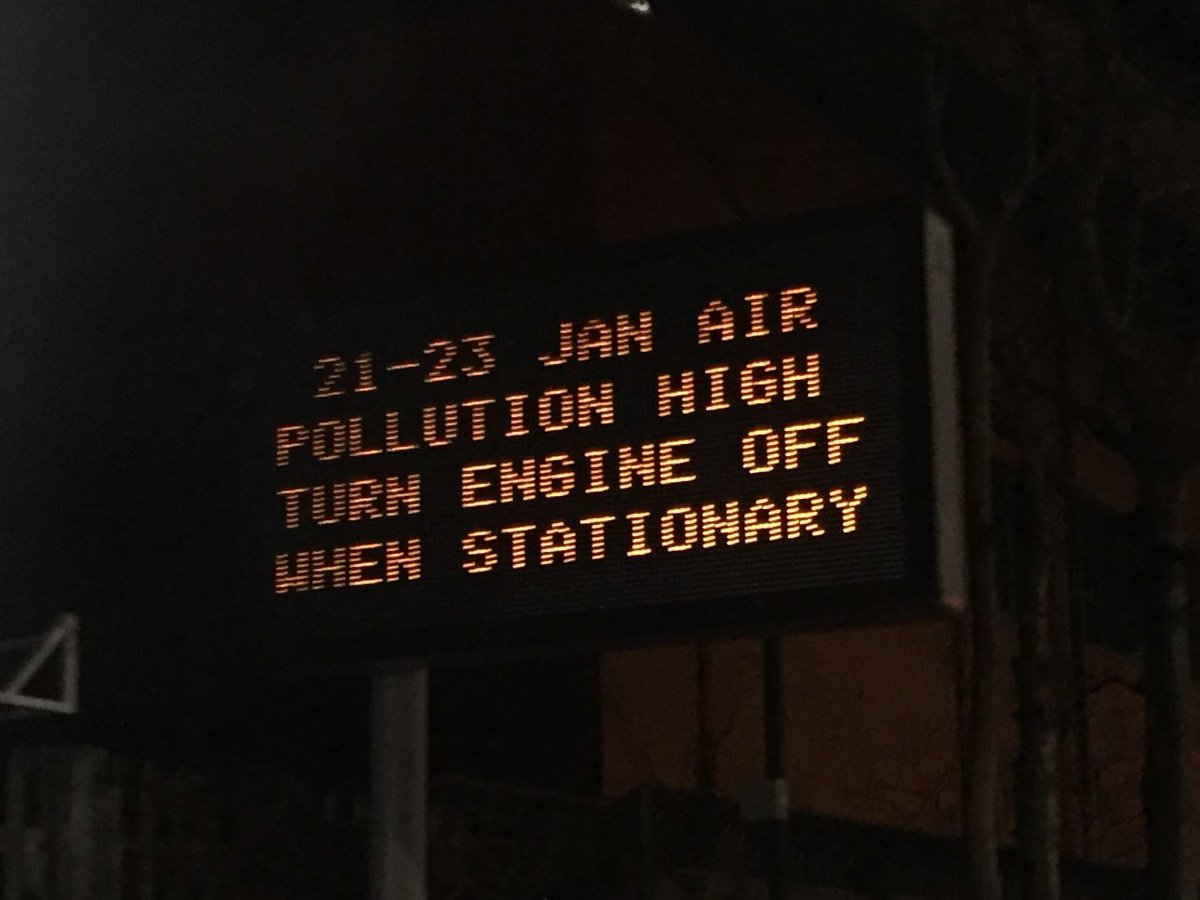 21-23 JAN AIR
POLLUTION HIGH
TURN ENGINE OFF
WHEN STATIONARY